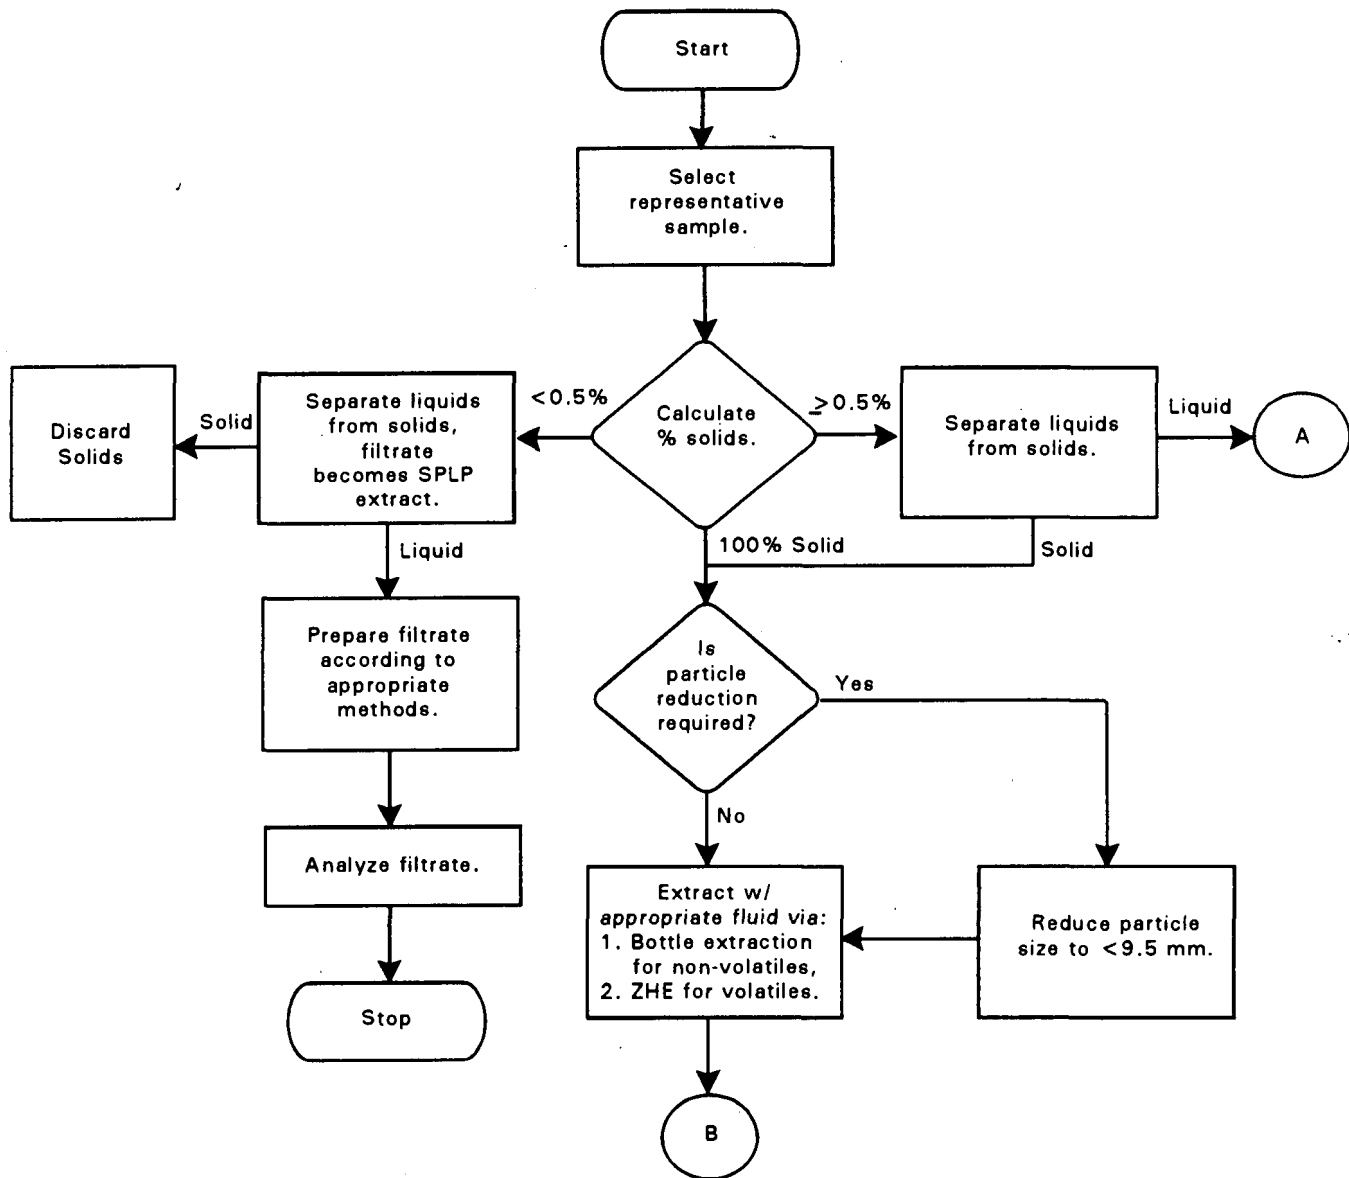 Start
Select
representative
sample.
Discard
Solids
Solid
Separate liquids
from solids,
filtrate
becomes SPLP
extract.
<0.5%
Calculate
% solids.
≥0.5%
Separate liquids
from solids.
Liquid
A
Liquid
100% Solid
Solid
Prepare filtrate
according to
appropriate
methods.
Is
particle
reduction
required?
Yes
No
Analyze filtrate.
Extract w/
appropriate fluid via:
1. Bottle extraction
for non-volatiles,
2. ZHE for volatiles.
Reduce particle
size to <9.5 mm.
Stop
B